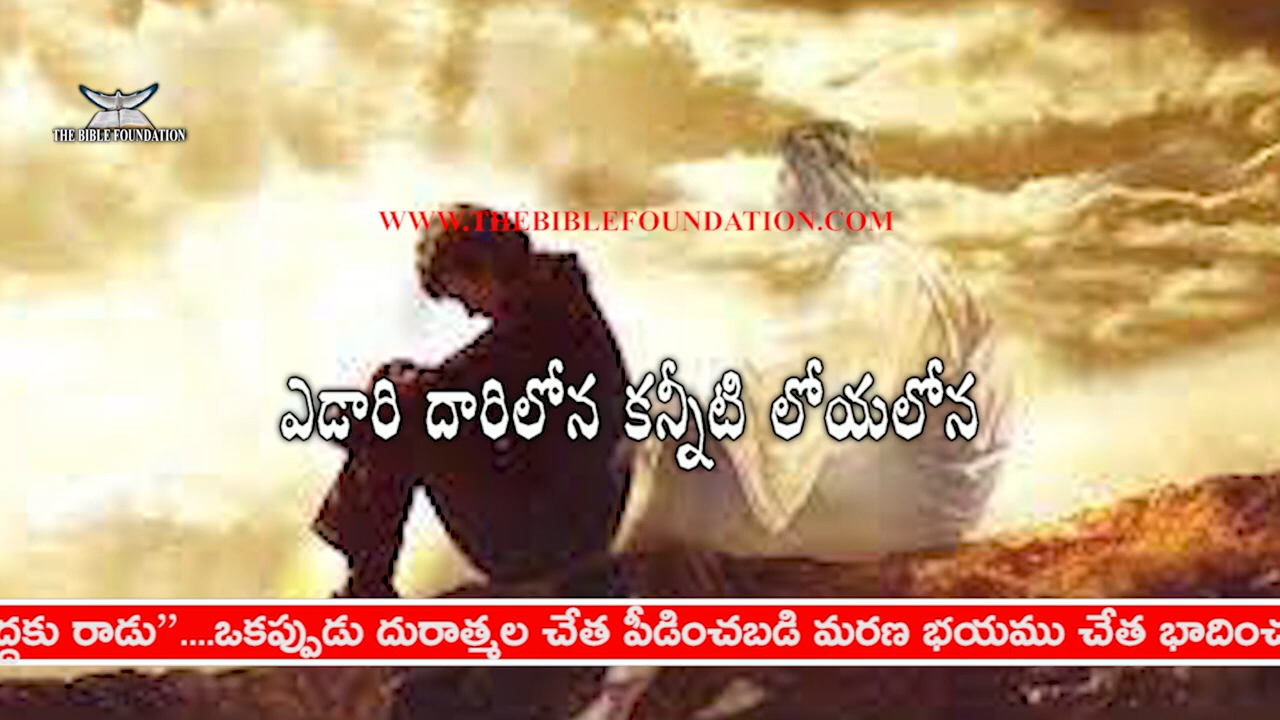 THE BIBLE FOUNDATION
WWW.THEBIBLEFOUNDATION.COM
ఎడారి దారిలోన కన్నీటి లోయలోన
ద్దకు రాడు”....ఒకప్పుడు దురాత్మల చేత పీడించబడి మరణ భయము చేత భాదించ